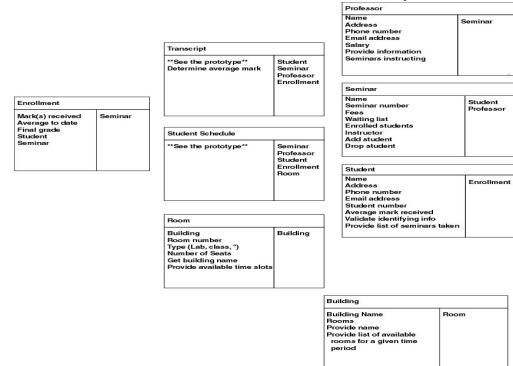 Professor
Name
Address
Phone number
Email address
Salary
Provide information
Seminars instructing
Seminar
Transcript
**See the prototype**
Determine average mark
Student
Seminar
Professor
Enrollment
Seminar
Name
Seminar number
Fees
Waiting list
Enrolled students
Instructor
Add student
Drop student
Student
Professor
Enrollment
Mark(s) received
Average to date
Final grade
Student
Seminar
Seminar
Student Schedule
**See the prototype**
Seminar
Professor
Student
Enrollment
Room
Student
Name
Address
Phone number
Email address
Student number
Average mark received
Validate identifying info
Provide list of seminars taken
Enrollment
Room
Building
Room number
Type (Lab, class, ")
Number of Seats
Get building name
Provide available time slots
Building
Building
Building Name
Rooms
Provide name
Provide list of available
rooms for a given time
period
Room